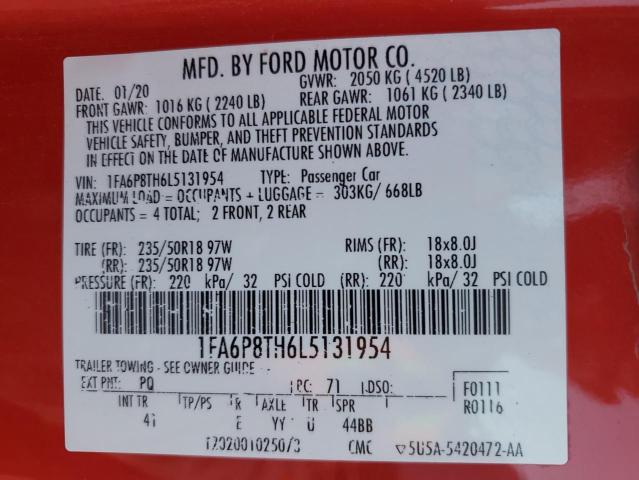 MFD. BY FORD MOTOR CO.
DATE: 01/20 GVWR: 2050 KG ( 4520 LB)
FRONT GAWR: 1016 KG ( 2240 LB) REAR GAWR: 1061 KG ( 2340 LB)
THIS VEHICLE CONFORMS TO ALL APPLICABLE FEDERAL MOTOR
VEHICLE SAFETY, BUMPER, AND THEFT PREVENTION STANDARDS
IN EFFECT ON THE DATE OF MANUFACTURE SHOWN ABOVE.
VIN: 1FA6P8TH6L5131954 TYPE: Passenger Car
MAXIMUM LOAD = OCCUPANTS + LUGGAGE = 303KG/ 668LB
OCCUPANTS = 4 TOTAL; 2 FRONT, 2 REAR
TIRE (FR): 235/50R18 97W RIMS (FR): 18x8.0J
(RR): 235/50R18 97W (RR): 18x8.0J
PRESSURE (FR): 220 kPa/ 32 PSI COLD (RR): 220 kPa/ 32 PSI COLD
1FA6P8TH6L5131954
TRAILER TOWING - SEE OWNER GUIDE
EXT PNT: PQ RC: 71 DSO: F0111
INT TR TP/PS R AXLE TR SPR R0116
E YY U 44BB
CMC ▽5USA-5420472-AA